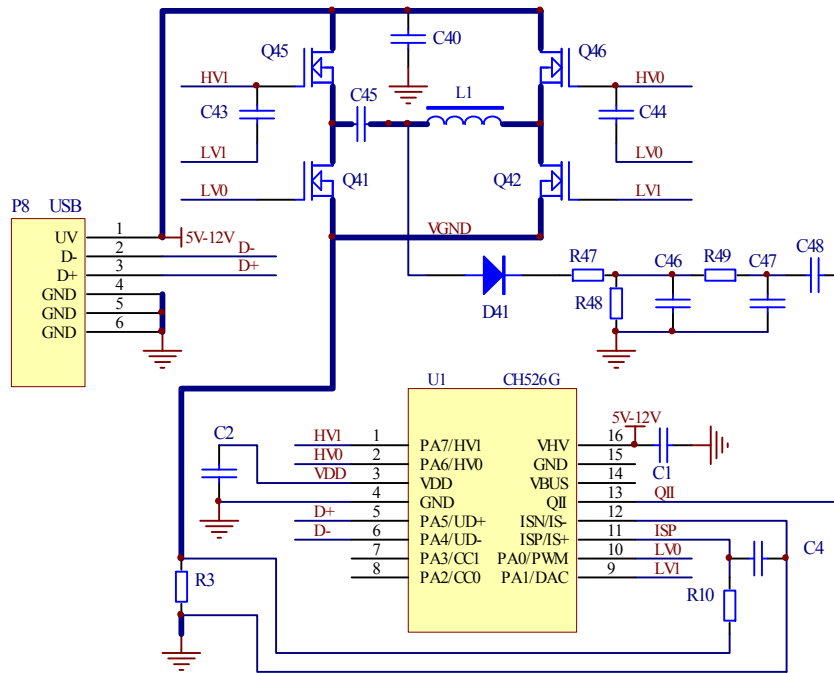 Q45
C40
Q46
HV1
C45
L1
HV0
C43
C44
LV1
LV0
Q41
Q42
LV0
LV1
P8 USB
VGND
1
UV
5V-12V
2
D-
D-
3
D+
D+
4
GND
5
GND
6
GND
R47
C46
R49
C47
C48
R48
D41
U1 CH526G
C2
5V-12V
HV1 1 PA7/HV1 VHV 16
HV0 2 PA6/HV0 GND 15
C1
VDD 3 VDD VBUS 14
4 GND QII 13 QII
D+ 5 PA5/UD+ ISN/IS- 12
D- 6 PA4/UD- ISP/IS+ 11 ISP
7 PA3/CC1 PA0/PWM 10 LV0
C4
8 PA2/CC0 PA1/DAC 9 LV1
R3
R10